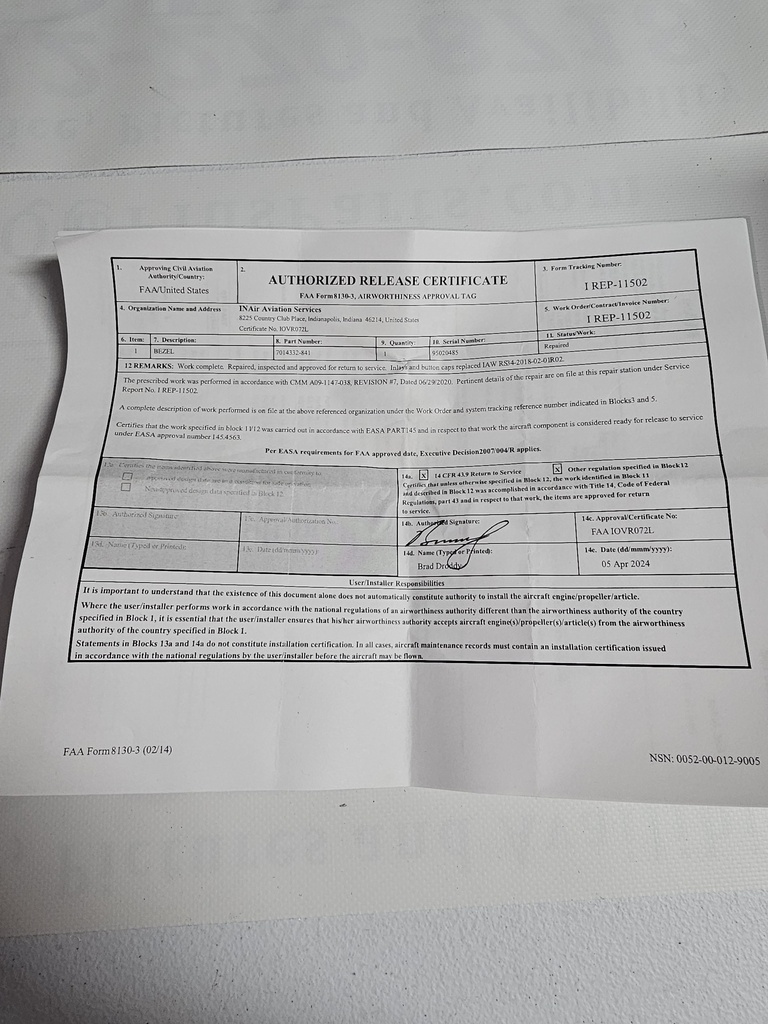 1. Approving Civil Aviation Authority/Country:
FAA/United States
2.
AUTHORIZED RELEASE CERTIFICATE
FAA Form 8130-3, AIRWORTHINESS APPROVAL TAG
3. Form Tracking Number:
1 REP-11502
4. Organization Name and Address
INAir Aviation Services
8225 Country Club Place, Indianapolis, Indiana 46214, United States
Certificate No. IOVR072L
5. Work Order/Contract/Invoice Number:
1 REP-11502
6. Item: 7. Description: 8. Part Number: 9. Quantity: 10. Serial Number: 11. Status/Work:
1 BEZEL 7014332-841 1 95020485 Repaired
12 REMARKS: Work complete. Repaired, inspected and approved for return to service. Inlays and button caps replaced IAW RS34-2018-02-01R02.
The prescribed work was performed in accordance with CMM A09-1147-038, REVISION #7, Dated 06/29/2020. Pertinent details of the repair are on file at this repair station under Service
Report No. 1 REP-11502.
A complete description of work performed is on file at the above referenced organization under the Work Order and system tracking reference number indicated in Blocks3 and 5.
Certifies that the work specified in block 11/12 was carried out in accordance with EASA PART145 and in respect to that work the aircraft component is considered ready for release to service
under EASA approval number 145.4563.
Per EASA requirements for FAA approved date, Executive Decision2007/004/R applies.
13a. Certifies the items identified above were manufactured in conformity to:
Non-approved design data specified in Block 12
13b. Authorized Signature: 13c. Approval/Authorization No.
13d. Name (Typed or Printed): 13e. Date (dd/mmm/yyyy):
14a. X 14 CFR 43.9 Return to Service X Other regulation specified in Block12
Certifies that unless otherwise specified in Block 12, the work identified in Block 11
and described in Block 12 was accomplished in accordance with Title 14, Code of Federal
Regulations, part 43 and in respect to that work, the items are approved for return
to service.
14b. Authorized Signature: 14c. Approval/Certificate No:
FAA IOVR072L
14d. Name (Typed or Printed): 14e. Date (dd/mmm/yyyy):
Brad Droddy 05 Apr 2024
User/Installer Responsibilities
It is important to understand that the existence of this document alone does not automatically constitute authority to install the aircraft engine/propeller/article.
Where the user/installer performs work in accordance with the national regulations of an airworthiness authority different than the airworthiness authority of the country
specified in Block 1, it is essential that the user/installer ensures that his/her airworthiness authority accepts aircraft engine(s)/propeller(s)/article(s) from the airworthiness
authority of the country specified in Block 1.
Statements in Blocks 13a and 14a do not constitute installation certification. In all cases, aircraft maintenance records must contain an installation certification issued
in accordance with the national regulations by the user/installer before the aircraft may be flown.
FAA Form 8130-3 (02/14)
NSN: 0052-00-012-9005